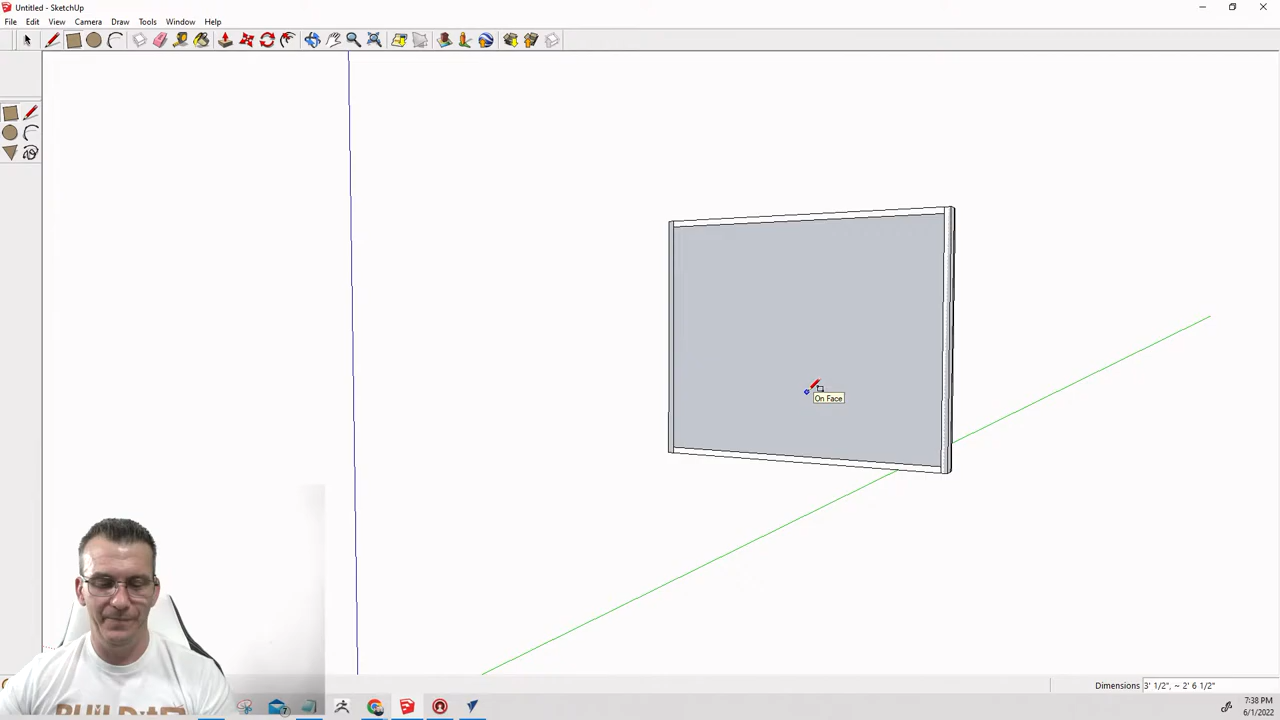 Untitled - SketchUp
File Edit View Camera Draw Tools Window Help
On Face
Dimensions 3' 1/2", ~ 2' 6 1/2"
7
7:38 PM
6/1/2022